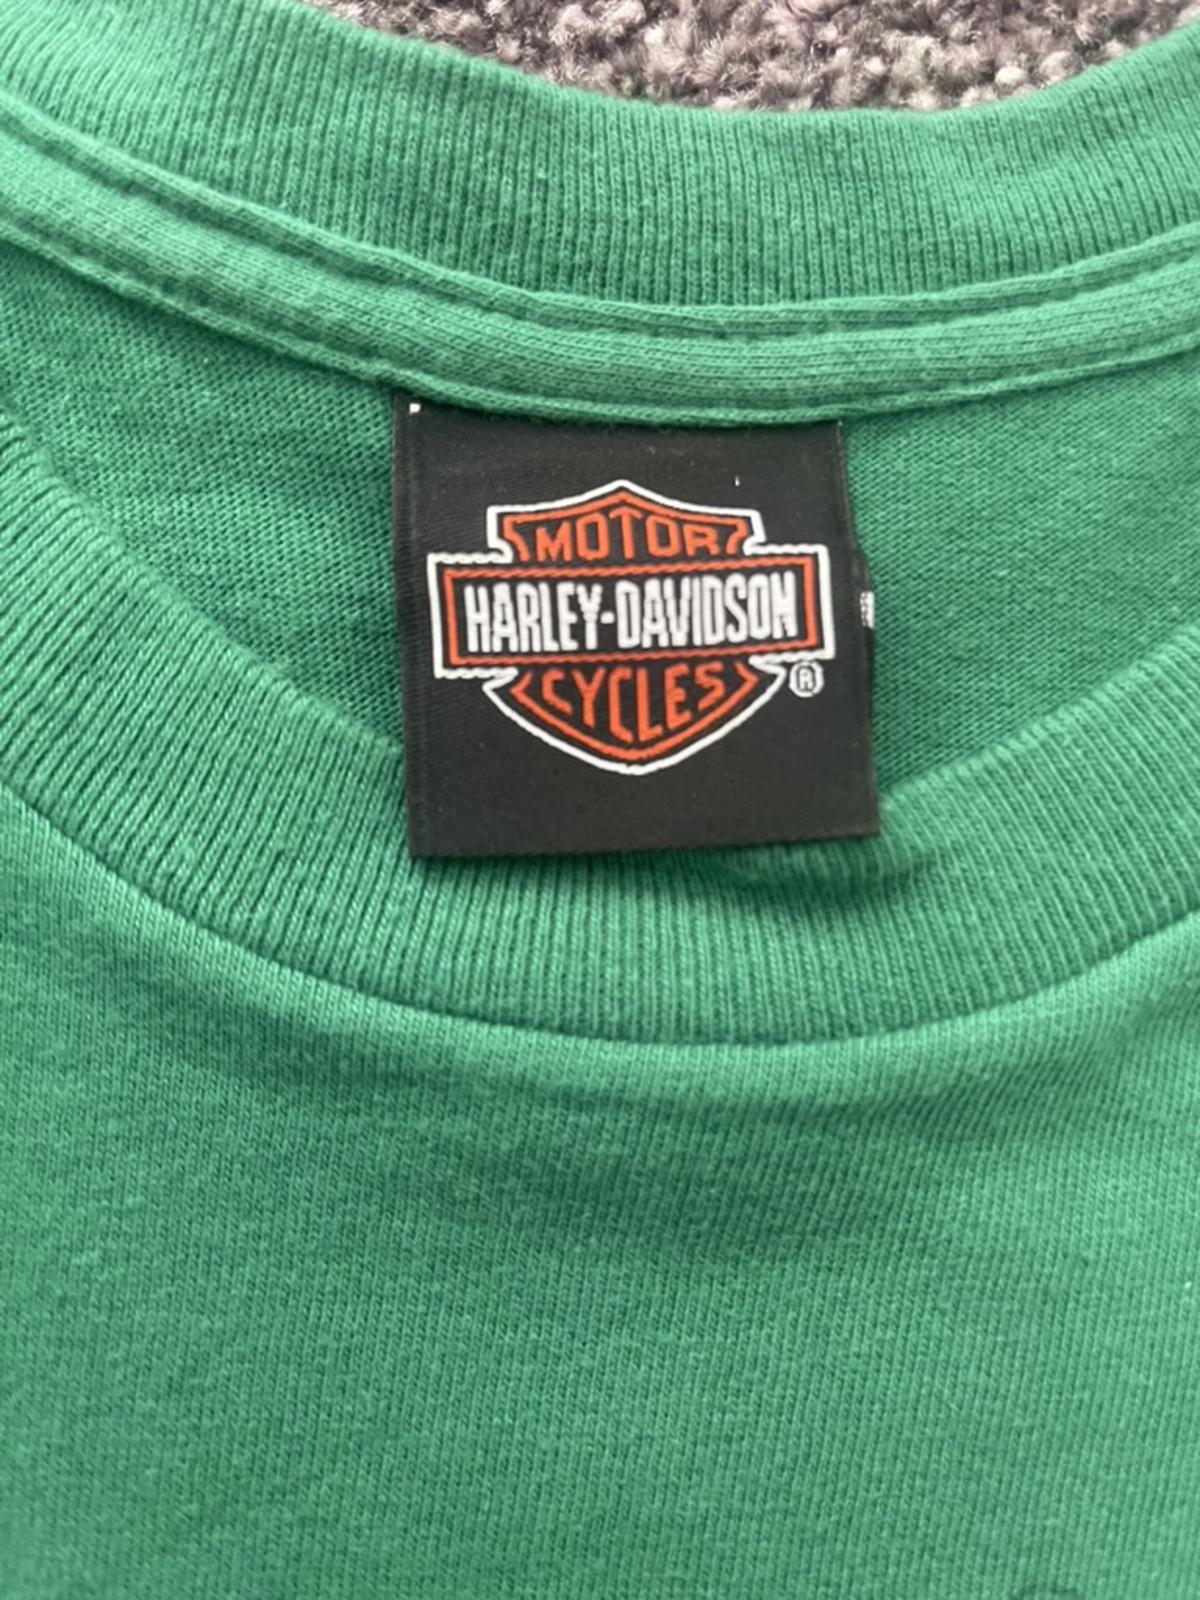 MOTOR
HARLEY-DAVIDSON
CYCLES
®